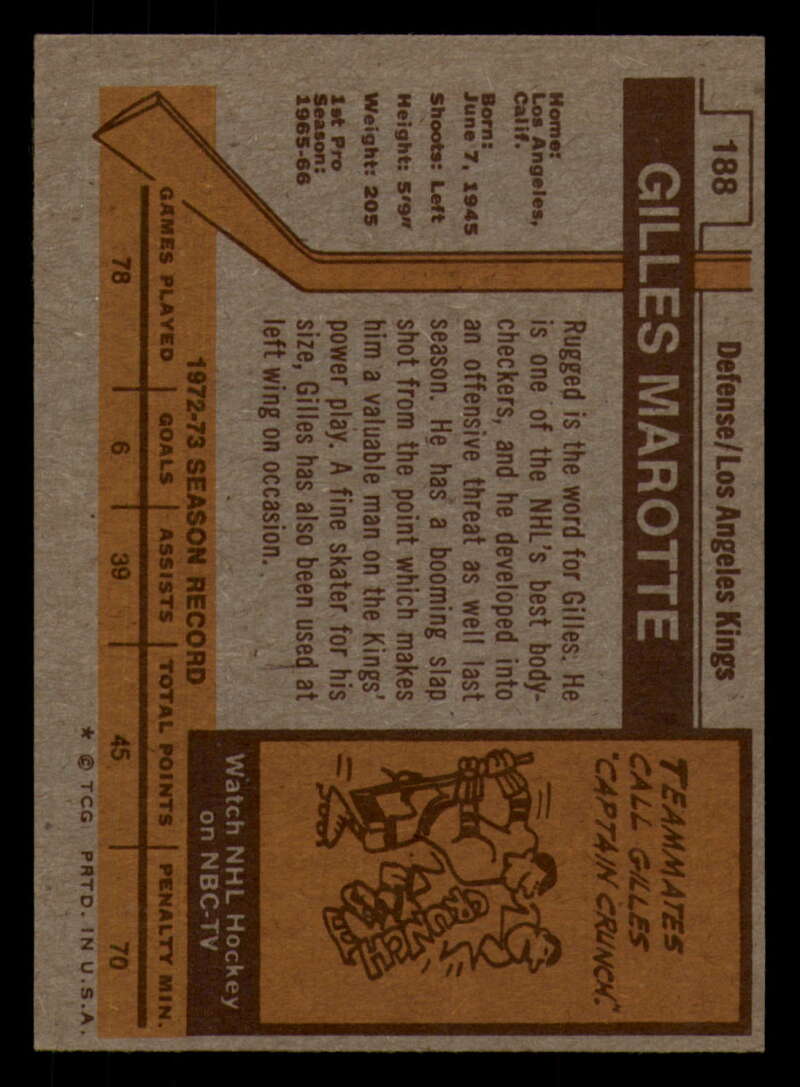 188
Defense/Los Angeles Kings
GILLES MAROTTE
Home:
Los Angeles,
Calif.
Born:
June 7, 1945
Shoots: Left
Height: 5'9"
Weight: 205
1st Pro
Season:
1965-66
Rugged is the word for Gilles. He
is one of the NHL's best body-
checkers, and he developed into
an offensive threat as well last
season. He has a booming slap
shot from the point which makes
him a valuable man on the Kings'
power play. A fine skater for his
size, Gilles has also been used at
left wing on occasion.
TEAMMATES
CALL GILLES
"CAPTAIN CRUNCH."
CRUNCH
Watch NHL Hockey
on NBC-TV
1972-73 SEASON RECORD
GAMES PLAYED GOALS ASSISTS TOTAL POINTS PENALTY MIN.
78 6 39 45 70
* © TCG PRTD. IN U.S.A.